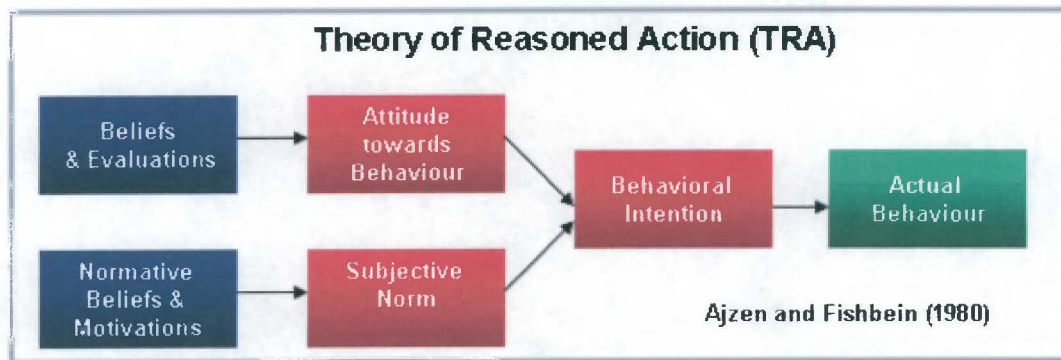 Theory of Reasoned Action (TRA)
Beliefs
& Evaluations
Attitude
towards
Behaviour
Behavioral
Intention
Actual
Behaviour
Normative
Beliefs &
Motivations
Subjective
Norm
Ajzen and Fishbein (1980)